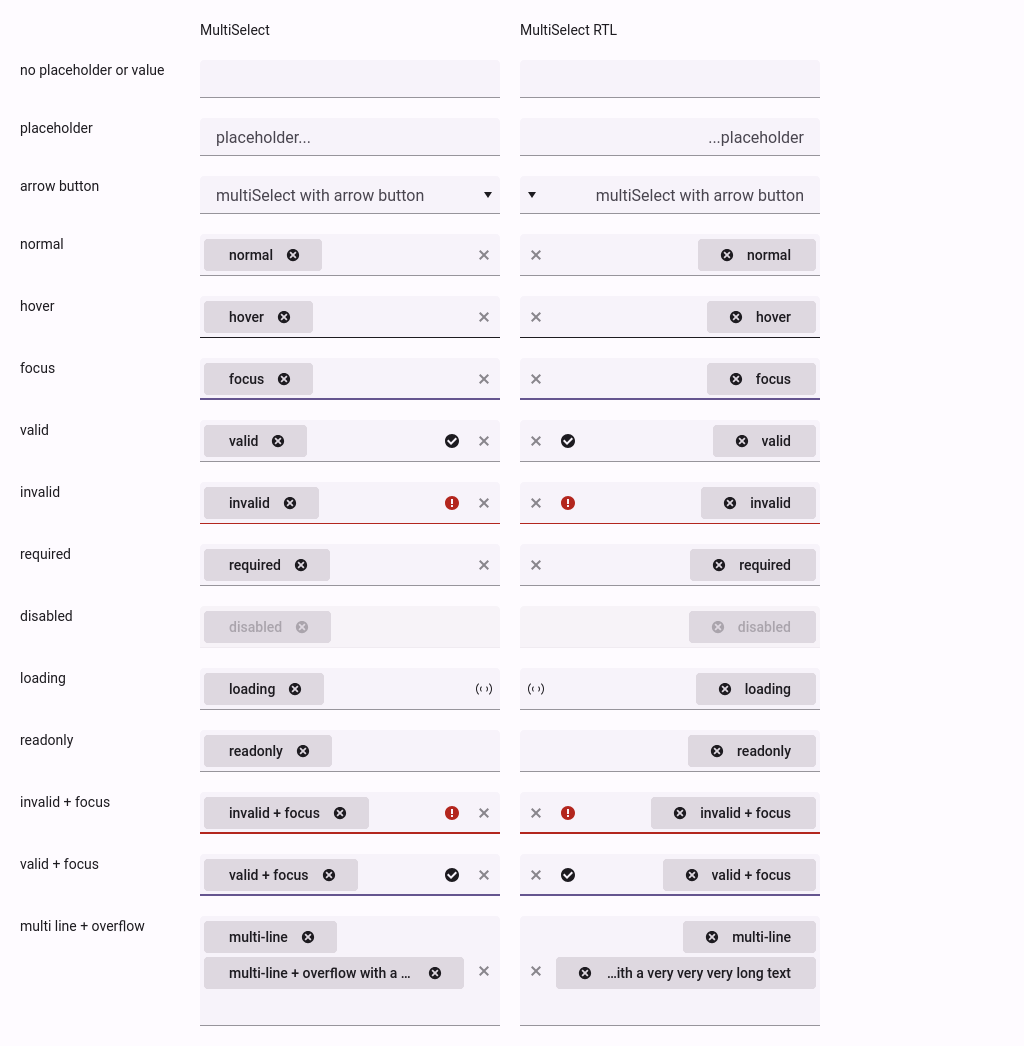 MultiSelect MultiSelect RTL
no placeholder or value
placeholder placeholder... ...placeholder
arrow button multiSelect with arrow button multiSelect with arrow button
normal normal normal
hover hover hover
focus focus focus
valid valid valid
invalid invalid invalid
required required required
disabled disabled disabled
loading loading loading
readonly readonly readonly
invalid + focus invalid + focus invalid + focus
valid + focus valid + focus valid + focus
multi line + overflow multi-line multi-line
multi-line + overflow with a ... ...ith a very very very long text